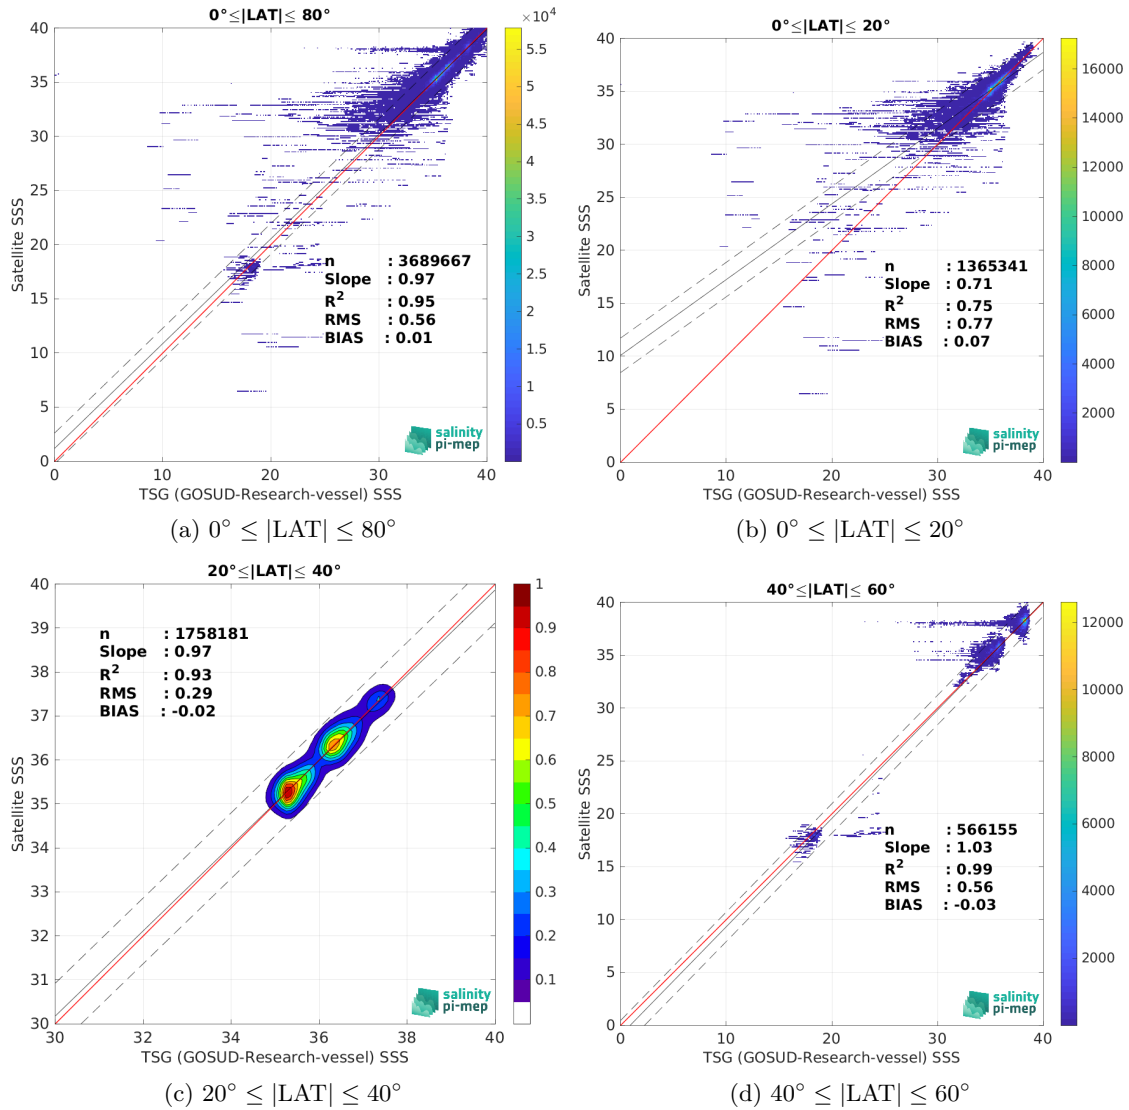 0°≤|LAT|≤ 80°
×10⁴
40
35
30
25
20
15
10
5
0
0
10
20
30
40
5.5
5
4.5
4
3.5
3
2.5
2
1.5
1
0.5
Satellite SSS
TSG (GOSUD-Research-vessel) SSS
n : 3689667
Slope : 0.97
R² : 0.95
RMS : 0.56
BIAS : 0.01
salinity
pi-mep
(a) 0° ≤ |LAT| ≤ 80°
0°≤|LAT|≤ 20°
40
35
30
25
20
15
10
5
0
0
10
20
30
40
16000
14000
12000
10000
8000
6000
4000
2000
Satellite SSS
TSG (GOSUD-Research-vessel) SSS
n : 1365341
Slope : 0.71
R² : 0.75
RMS : 0.77
BIAS : 0.07
salinity
pi-mep
(b) 0° ≤ |LAT| ≤ 20°
20°≤|LAT|≤ 40°
40
39
38
37
36
35
34
33
32
31
30
30
32
34
36
38
40
1
0.9
0.8
0.7
0.6
0.5
0.4
0.3
0.2
0.1
Satellite SSS
TSG (GOSUD-Research-vessel) SSS
n : 1758181
Slope : 0.97
R² : 0.93
RMS : 0.29
BIAS : -0.02
salinity
pi-mep
(c) 20° ≤ |LAT| ≤ 40°
40°≤|LAT|≤ 60°
40
35
30
25
20
15
10
5
0
0
10
20
30
40
12000
10000
8000
6000
4000
2000
Satellite SSS
TSG (GOSUD-Research-vessel) SSS
n : 566155
Slope : 1.03
R² : 0.99
RMS : 0.56
BIAS : -0.03
salinity
pi-mep
(d) 40° ≤ |LAT| ≤ 60°